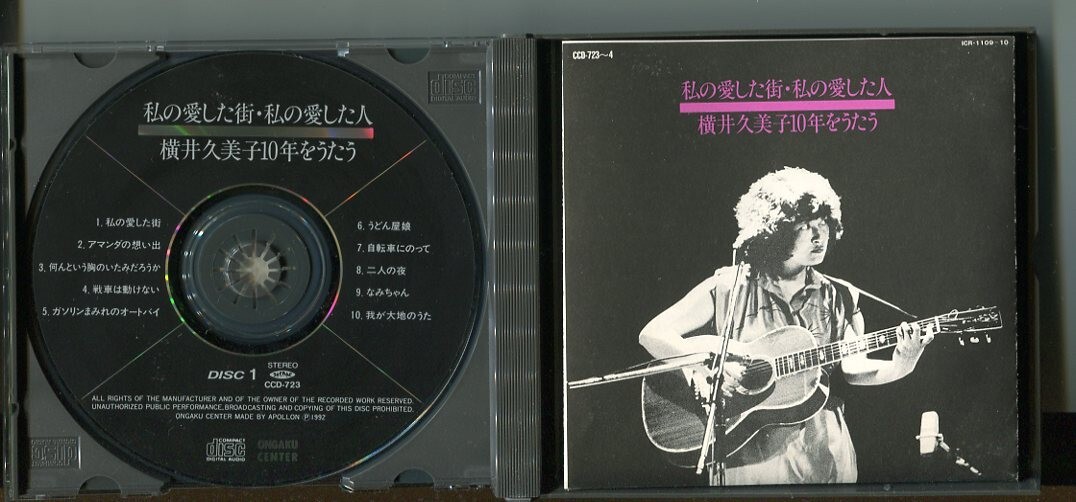 私の愛した街・私の愛した人
横井久美子10年をうたう
1. 私の愛した街
2. アマンダの想い出
3. 何んという胸のいたみだろうか
4. 戦車は動けない
5. ガソリンまみれのオートバイ
6. うどん屋娘
7. 自転車にのって
8. 二人の夜
9. なみちゃん
10. 我が大地のうた
DISC 1
STEREO
CCD-723
ALL RIGHTS OF THE MANUFACTURER AND OF THE OWNER OF THE RECORDED WORK RESERVED.
UNAUTHORIZED PUBLIC PERFORMANCE, BROADCASTING AND COPYING OF THIS DISC PROHIBITED.
ONGAKU CENTER MADE BY APOLLON Ⓟ1992
COMPACT
disc
DIGITAL AUDIO
ONGAKU
CENTER
COMPACT
disc
DIGITAL AUDIO
CCD-723〜4
ICR-1109-10
私の愛した街・私の愛した人
横井久美子10年をうたう